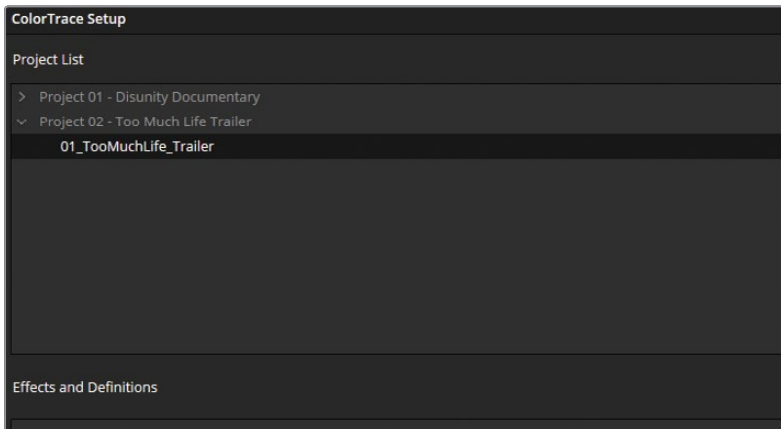 ColorTrace Setup
Project List
Project 01 - Disunity Documentary
Project 02 - Too Much Life Trailer
01_TooMuchLife_Trailer
Effects and Definitions